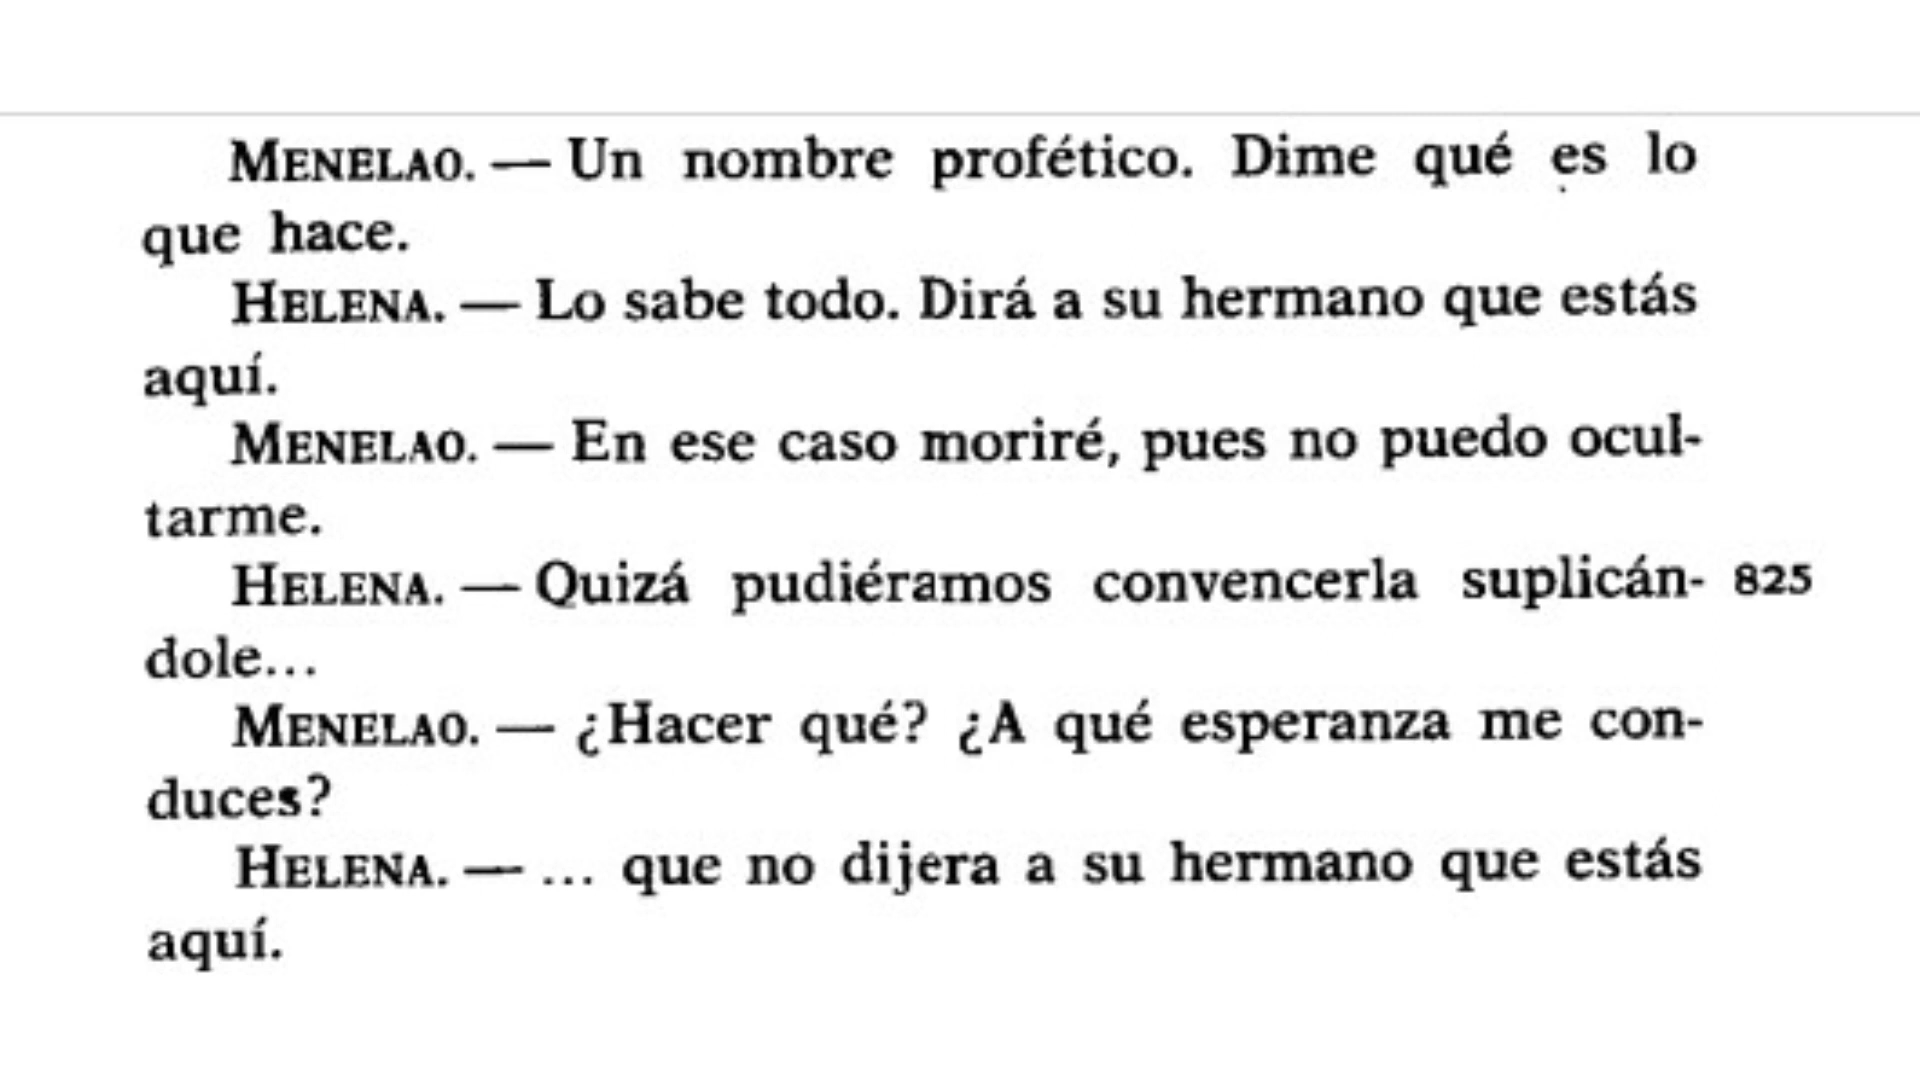 MENELAO. — Un nombre profético. Dime qué es lo
que hace.
HELENA. — Lo sabe todo. Dirá a su hermano que estás
aquí.
MENELAO. — En ese caso moriré, pues no puedo ocul-
tarme.
HELENA. — Quizá pudiéramos convencerla suplicán- 825
dole...
MENELAO. — ¿Hacer qué? ¿A qué esperanza me con-
duces?
HELENA. — ... que no dijera a su hermano que estás
aquí.